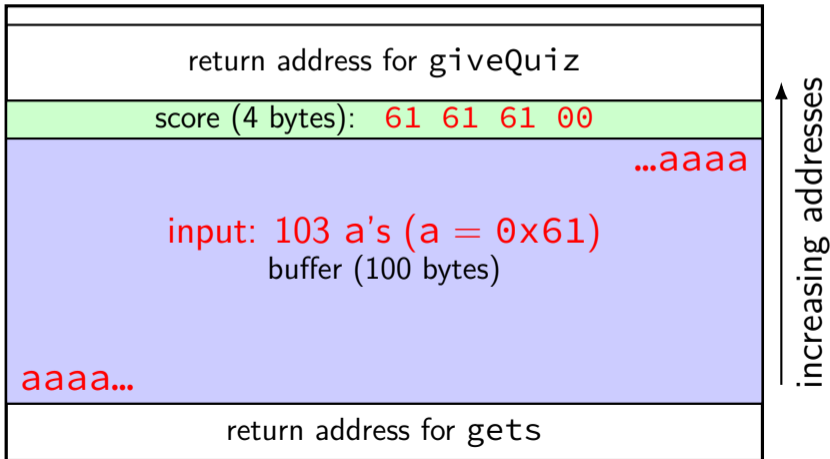 return address for giveQuiz
score (4 bytes): 61 61 61 00
…aaaa
input: 103 a's (a = 0x61)
buffer (100 bytes)
aaaa…
return address for gets
increasing addresses